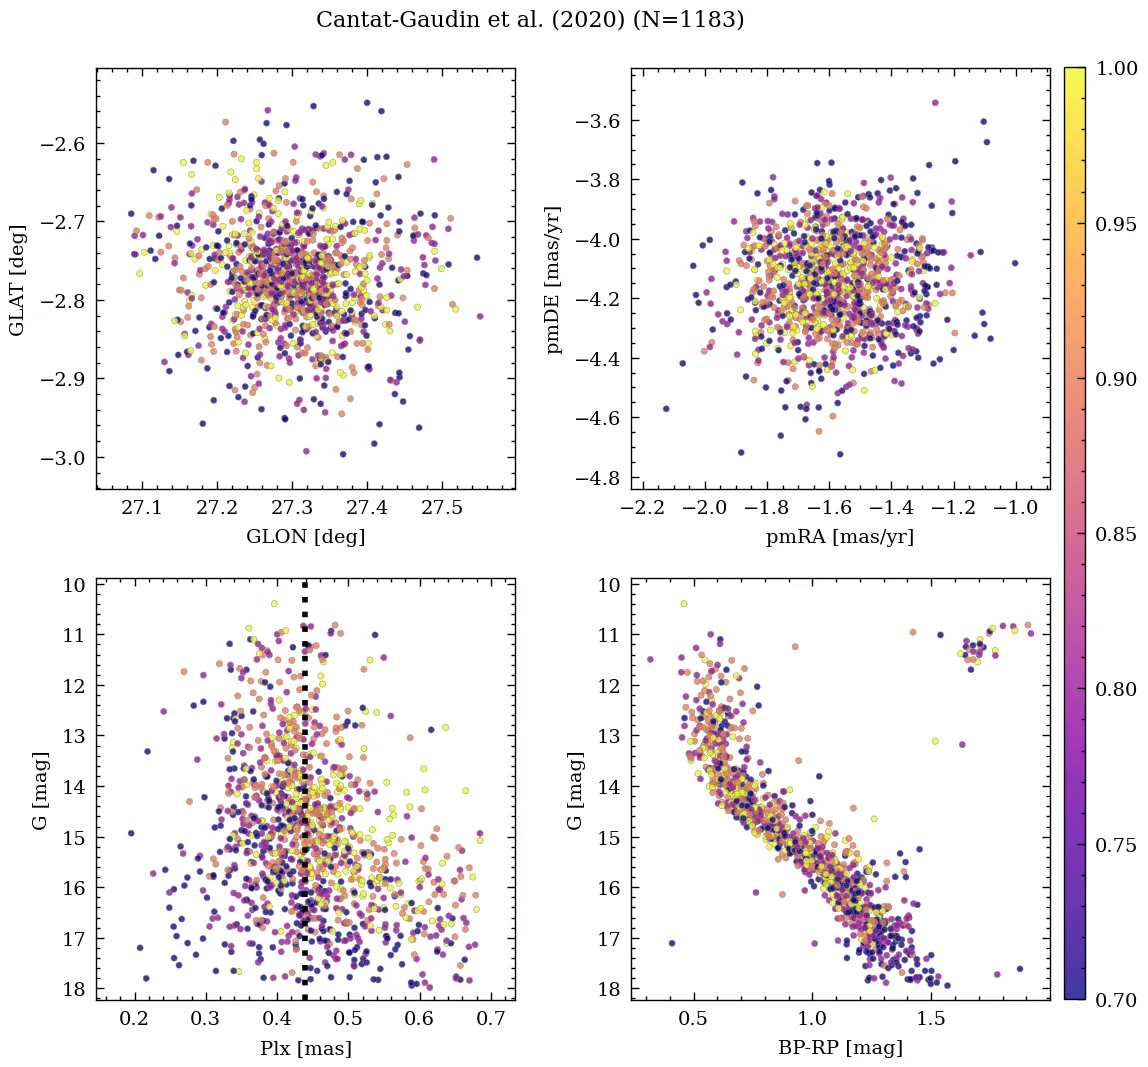 Cantat-Gaudin et al. (2020) (N=1183)
−2.6
−2.7
−2.8
−2.9
−3.0
GLAT [deg]
27.1 27.2 27.3 27.4 27.5
GLON [deg]
−3.6
−3.8
−4.0
−4.2
−4.4
−4.6
−4.8
pmDE [mas/yr]
−2.2 −2.0 −1.8 −1.6 −1.4 −1.2 −1.0
pmRA [mas/yr]
10
11
12
13
14
15
16
17
18
G [mag]
0.2 0.3 0.4 0.5 0.6 0.7
Plx [mas]
10
11
12
13
14
15
16
17
18
G [mag]
0.5 1.0 1.5
BP-RP [mag]
1.00
0.95
0.90
0.85
0.80
0.75
0.70